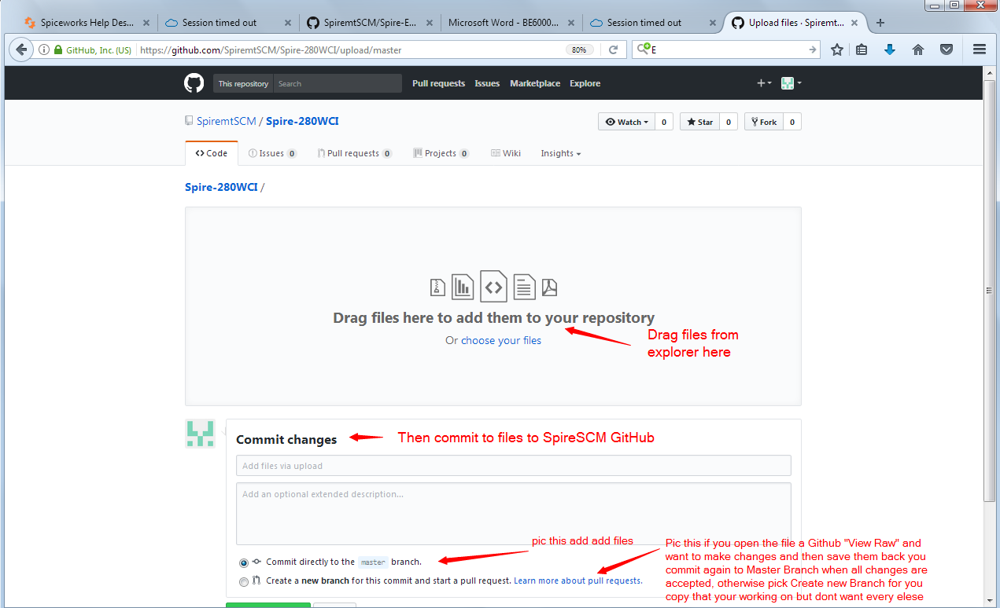 Spiceworks Help Des...
Session timed out
SpiremtSCM/Spire-E...
Microsoft Word - BE6000...
Session timed out
Upload files · Spiremt...
GitHub, Inc. (US)
https://github.com/SpiremtSCM/Spire-280WCI/upload/master
80%
E
This repository
Search
Pull requests
Issues
Marketplace
Explore
SpiremtSCM / Spire-280WCI
Watch
0
Star
0
Fork
0
Code
Issues 0
Pull requests 0
Projects 0
Wiki
Insights
Spire-280WCI /
Drag files here to add them to your repository
Or choose your files
Drag files from
explorer here
Commit changes
Then commit to files to SpireSCM GitHub
Add files via upload
Add an optional extended description...
pic this add add files
Commit directly to the master branch.
Create a new branch for this commit and start a pull request. Learn more about pull requests.
Pic this if you open the file a Github "View Raw" and
want to make changes and then save them back you
commit again to Master Branch when all changes are
accepted, otherwise pick Create new Branch for you
copy that your working on but dont want every elese